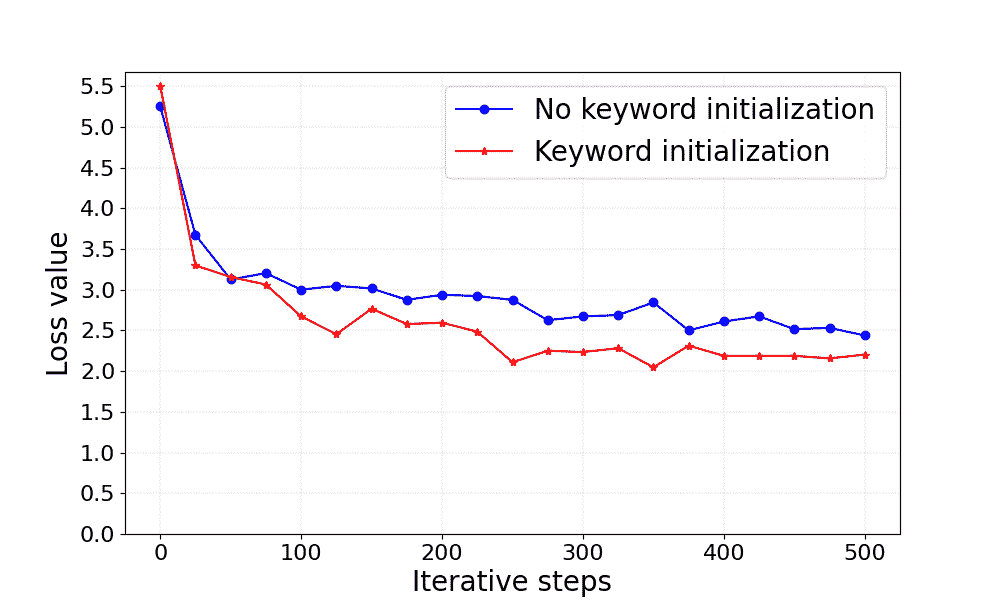 No keyword initialization
Keyword initialization
Loss value
5.5
5.0
4.5
4.0
3.5
3.0
2.5
2.0
1.5
1.0
0.5
0.0
0 100 200 300 400 500
Iterative steps